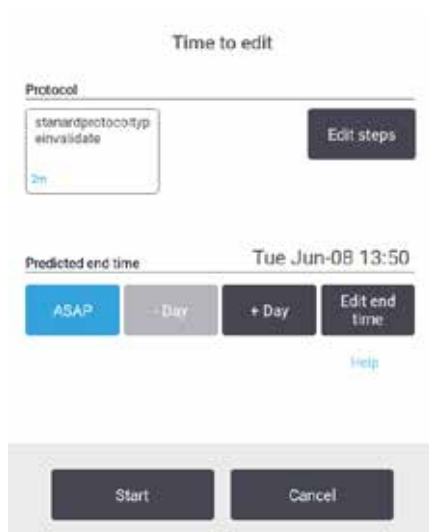 Time to edit
Protocol
stanardprotocoltyp
einvalidate
Edit steps
2m
Predicted end time
Tue Jun-08 13:50
ASAP
- Day
+ Day
Edit end
time
Help
Start
Cancel